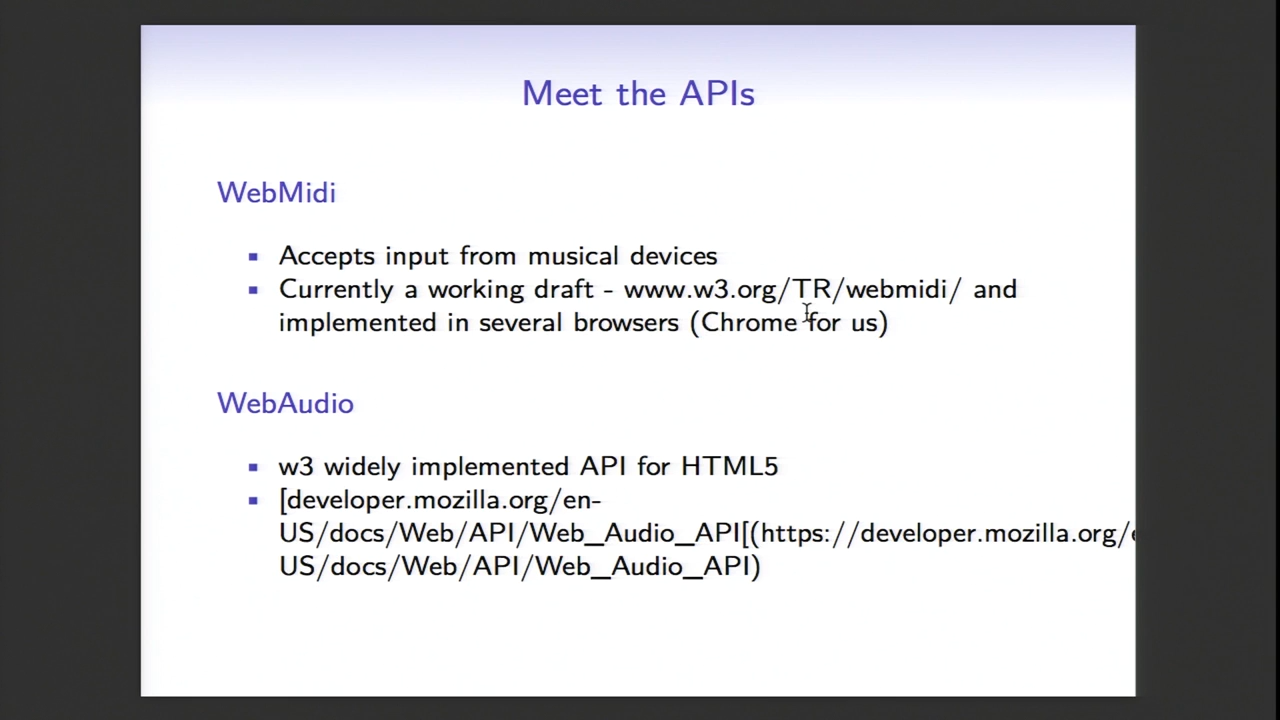 Meet the APIs
WebMidi
Accepts input from musical devices
Currently a working draft - www.w3.org/TR/webmidi/ and
implemented in several browsers (Chrome for us)
WebAudio
w3 widely implemented API for HTML5
[developer.mozilla.org/en-
US/docs/Web/API/Web_Audio_API[(https://developer.mozilla.org/e
US/docs/Web/API/Web_Audio_API)